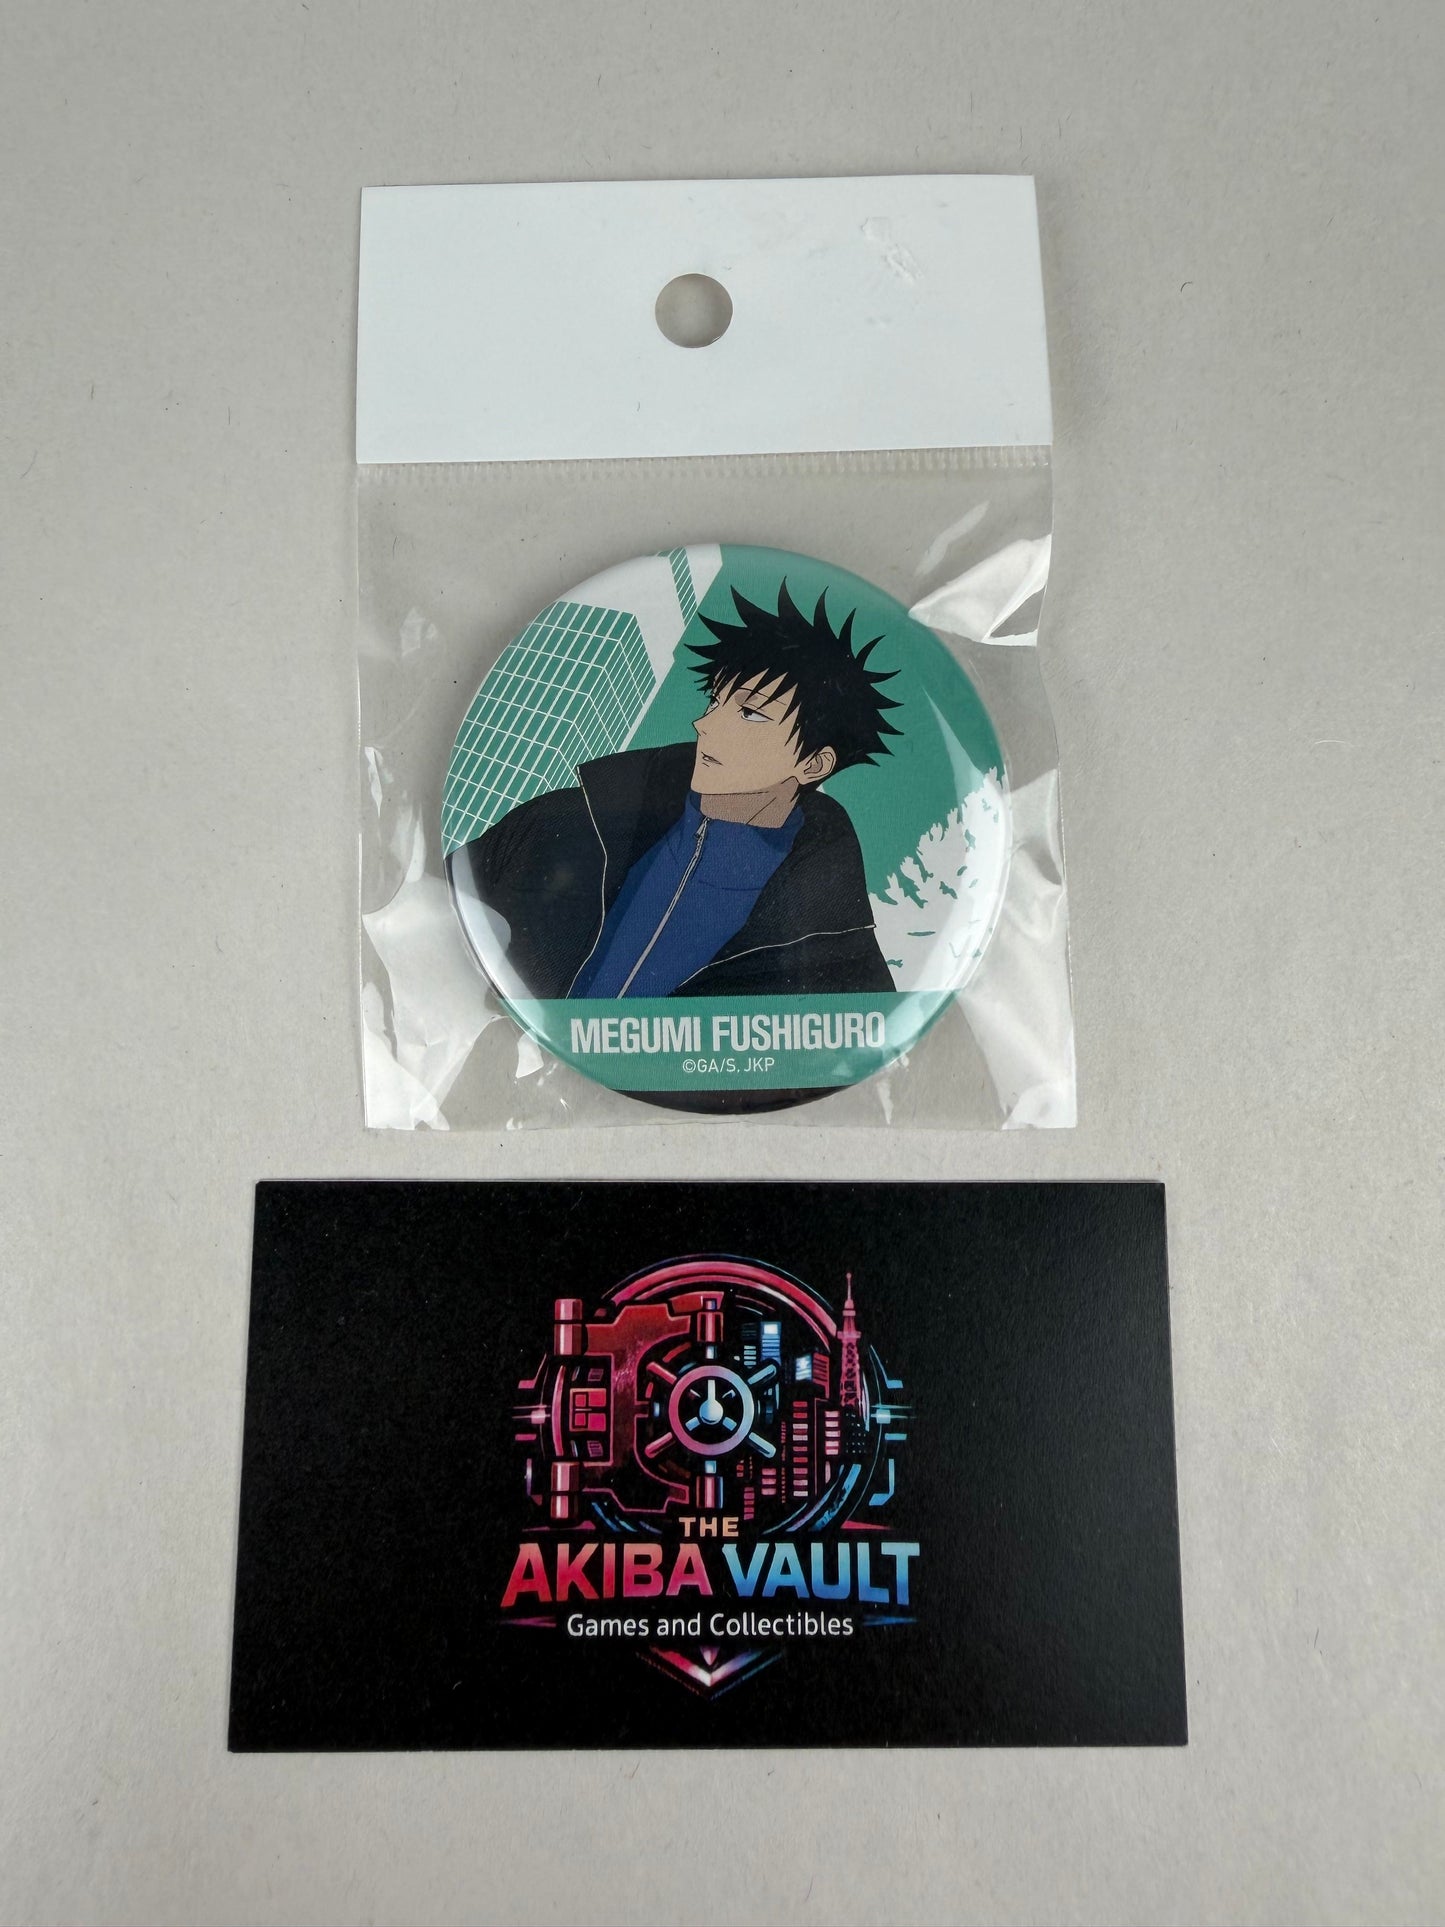 MEGUMI FUSHIGURO
©GA/S, JKP
THE
AKIBA VAULT
Games and Collectibles